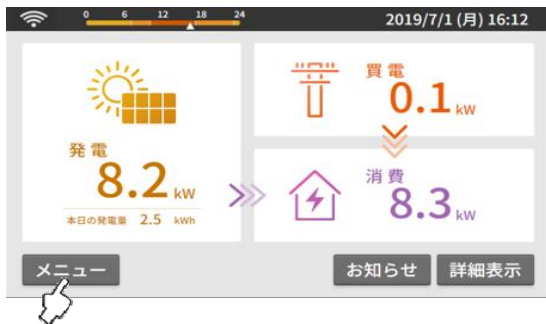 0 6 12 18 24
2019/7/1 (月) 16:12
発電
8.2 kW
本日の発電量 2.5 kWh
買電
0.1 kW
消費
8.3 kW
メニュー
お知らせ
詳細表示